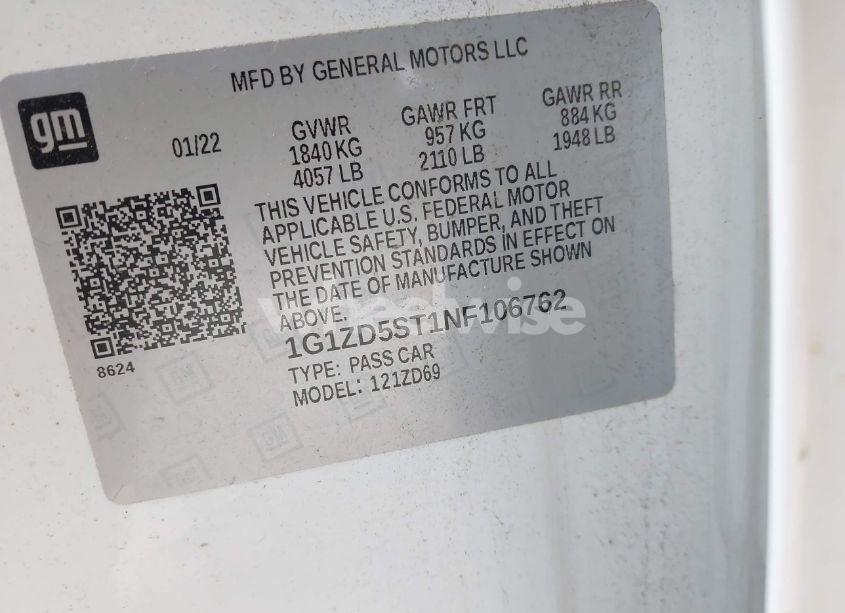 MFD BY GENERAL MOTORS LLC
gm
01/22
GVWR
1840 KG
4057 LB
GAWR FRT
957 KG
2110 LB
GAWR RR
884 KG
1948 LB
THIS VEHICLE CONFORMS TO ALL
APPLICABLE U.S. FEDERAL MOTOR
VEHICLE SAFETY, BUMPER, AND THEFT
PREVENTION STANDARDS IN EFFECT ON
THE DATE OF MANUFACTURE SHOWN
ABOVE.
wheelwise
1G1ZD5ST1NF106762
8624
TYPE: PASS CAR
MODEL: 121ZD69